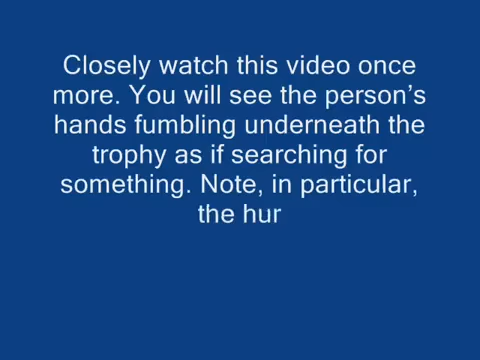 Closely watch this video once
more. You will see the person’s
hands fumbling underneath the
trophy as if searching for
something. Note, in particular,
the hur